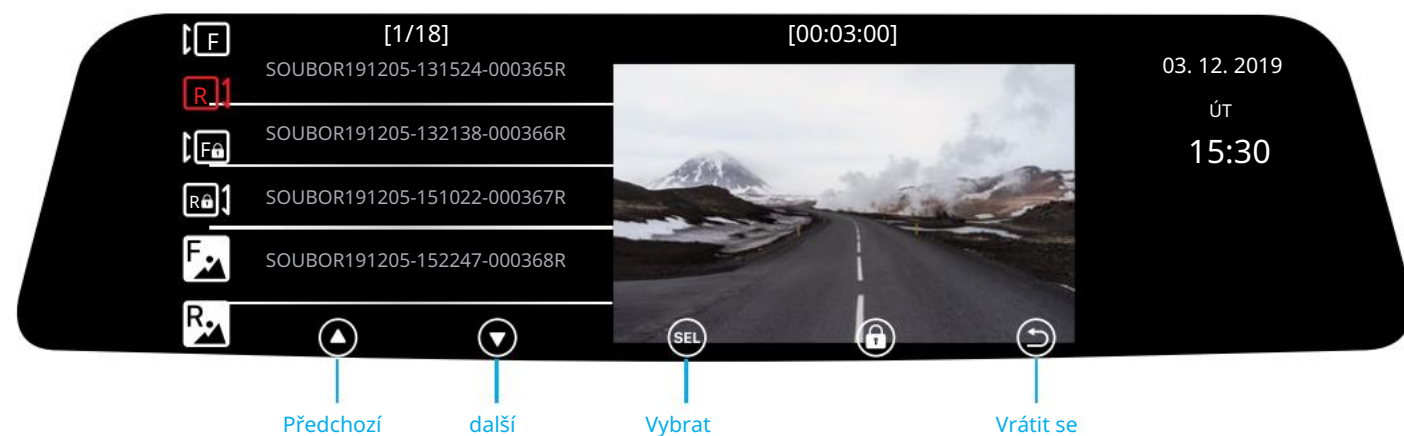 F
[1/18]
[00:03:00]
SOUBOR191205-131524-000365R
03. 12. 2019
R
ÚT
SOUBOR191205-132138-000366R
F
15:30
R
SOUBOR191205-151022-000367R
F
SOUBOR191205-152247-000368R
R
SEL
Předchozí
další
Vybrat
Vrátit se